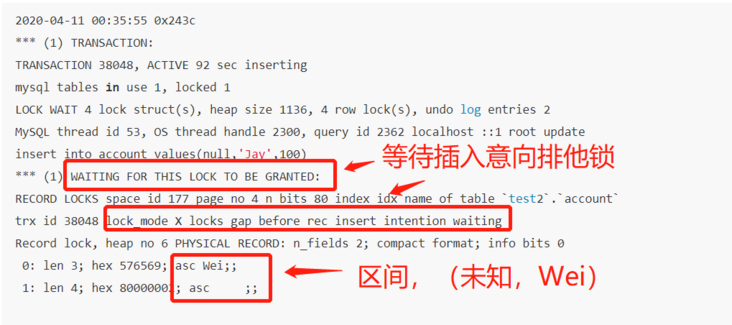 2020-04-11 00:35:55 0x243c
*** (1) TRANSACTION:
TRANSACTION 38048, ACTIVE 92 sec inserting
mysql tables in use 1, locked 1
LOCK WAIT 4 lock struct(s), heap size 1136, 4 row lock(s), undo log entries 2
MySQL thread id 53, OS thread handle 2300, query id 2362 localhost ::1 root update
insert into account values(null,'Jay',100)
等待插入意向排他锁
*** (1) WAITING FOR THIS LOCK TO BE GRANTED:
RECORD LOCKS space id 177 page no 4 n bits 80 index idx_name of table `test2`.`account`
trx id 38048 lock_mode X locks gap before rec insert intention waiting
Record lock, heap no 6 PHYSICAL RECORD: n_fields 2; compact format; info bits 0
0: len 3; hex 576569; asc Wei;;
1: len 4; hex 80000002; asc     ;;
区间，（未知，Wei）